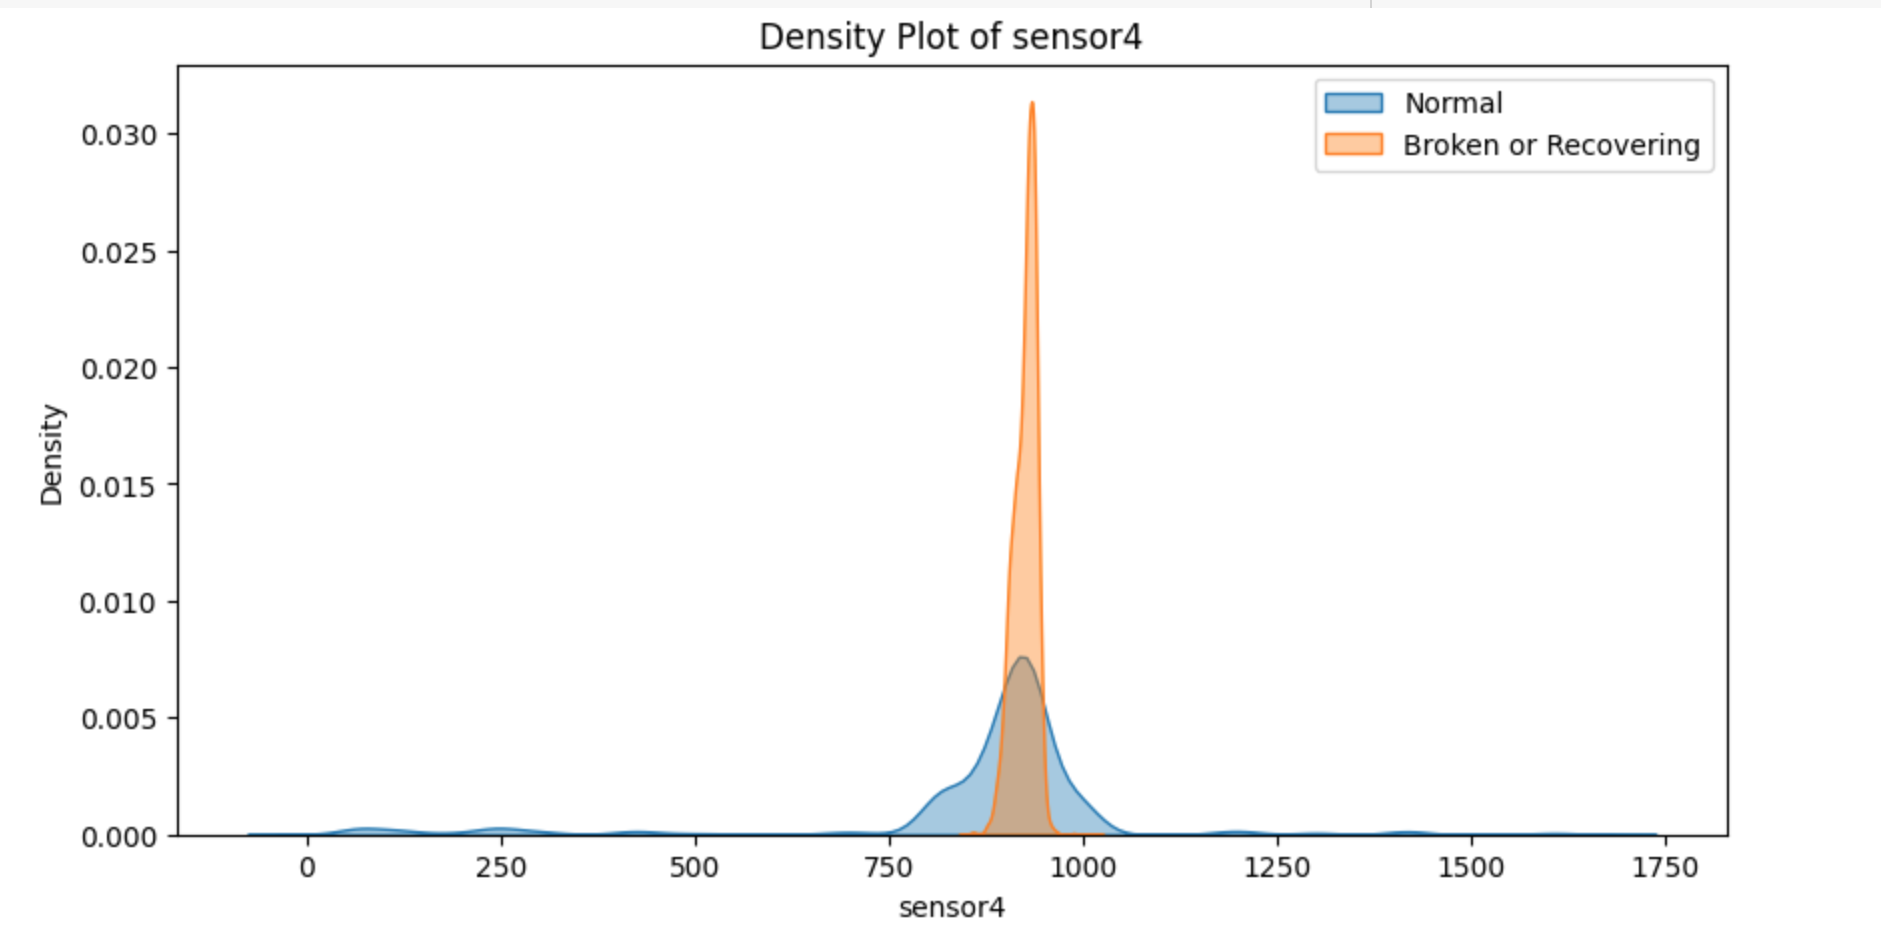 Density Plot of sensor4
Normal
Broken or Recovering
0.030
0.025
0.020
0.015
0.010
0.005
0.000
Density
0 250 500 750 1000 1250 1500 1750
sensor4